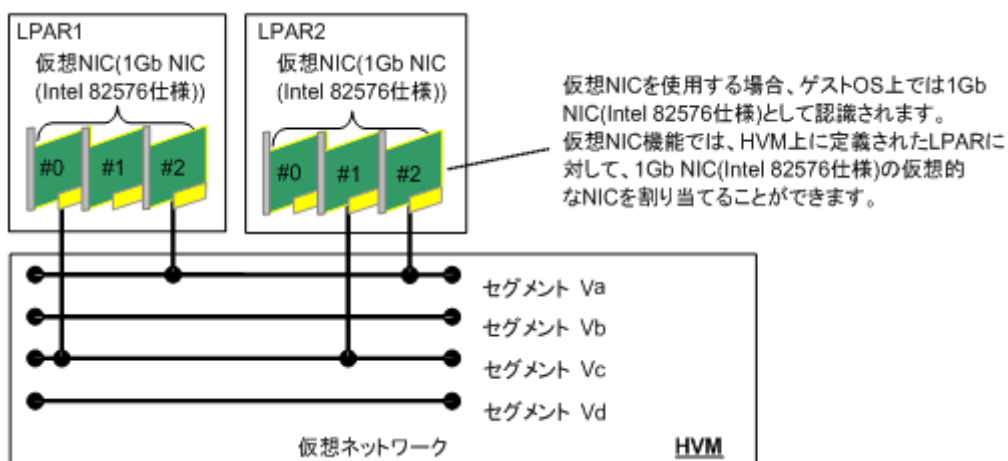 LPAR1
仮想NIC(1Gb NIC
(Intel 82576仕様))
#0
#1
#2
LPAR2
仮想NIC(1Gb NIC
(Intel 82576仕様))
#0
#1
#2
仮想NICを使用する場合、ゲストOS上では1Gb
NIC(Intel 82576仕様)として認識されます。
仮想NIC機能では、HVM上に定義されたLPARに
対して、1Gb NIC(Intel 82576仕様)の仮想的
なNICを割り当てることができます。
セグメント Va
セグメント Vb
セグメント Vc
セグメント Vd
仮想ネットワーク
HVM